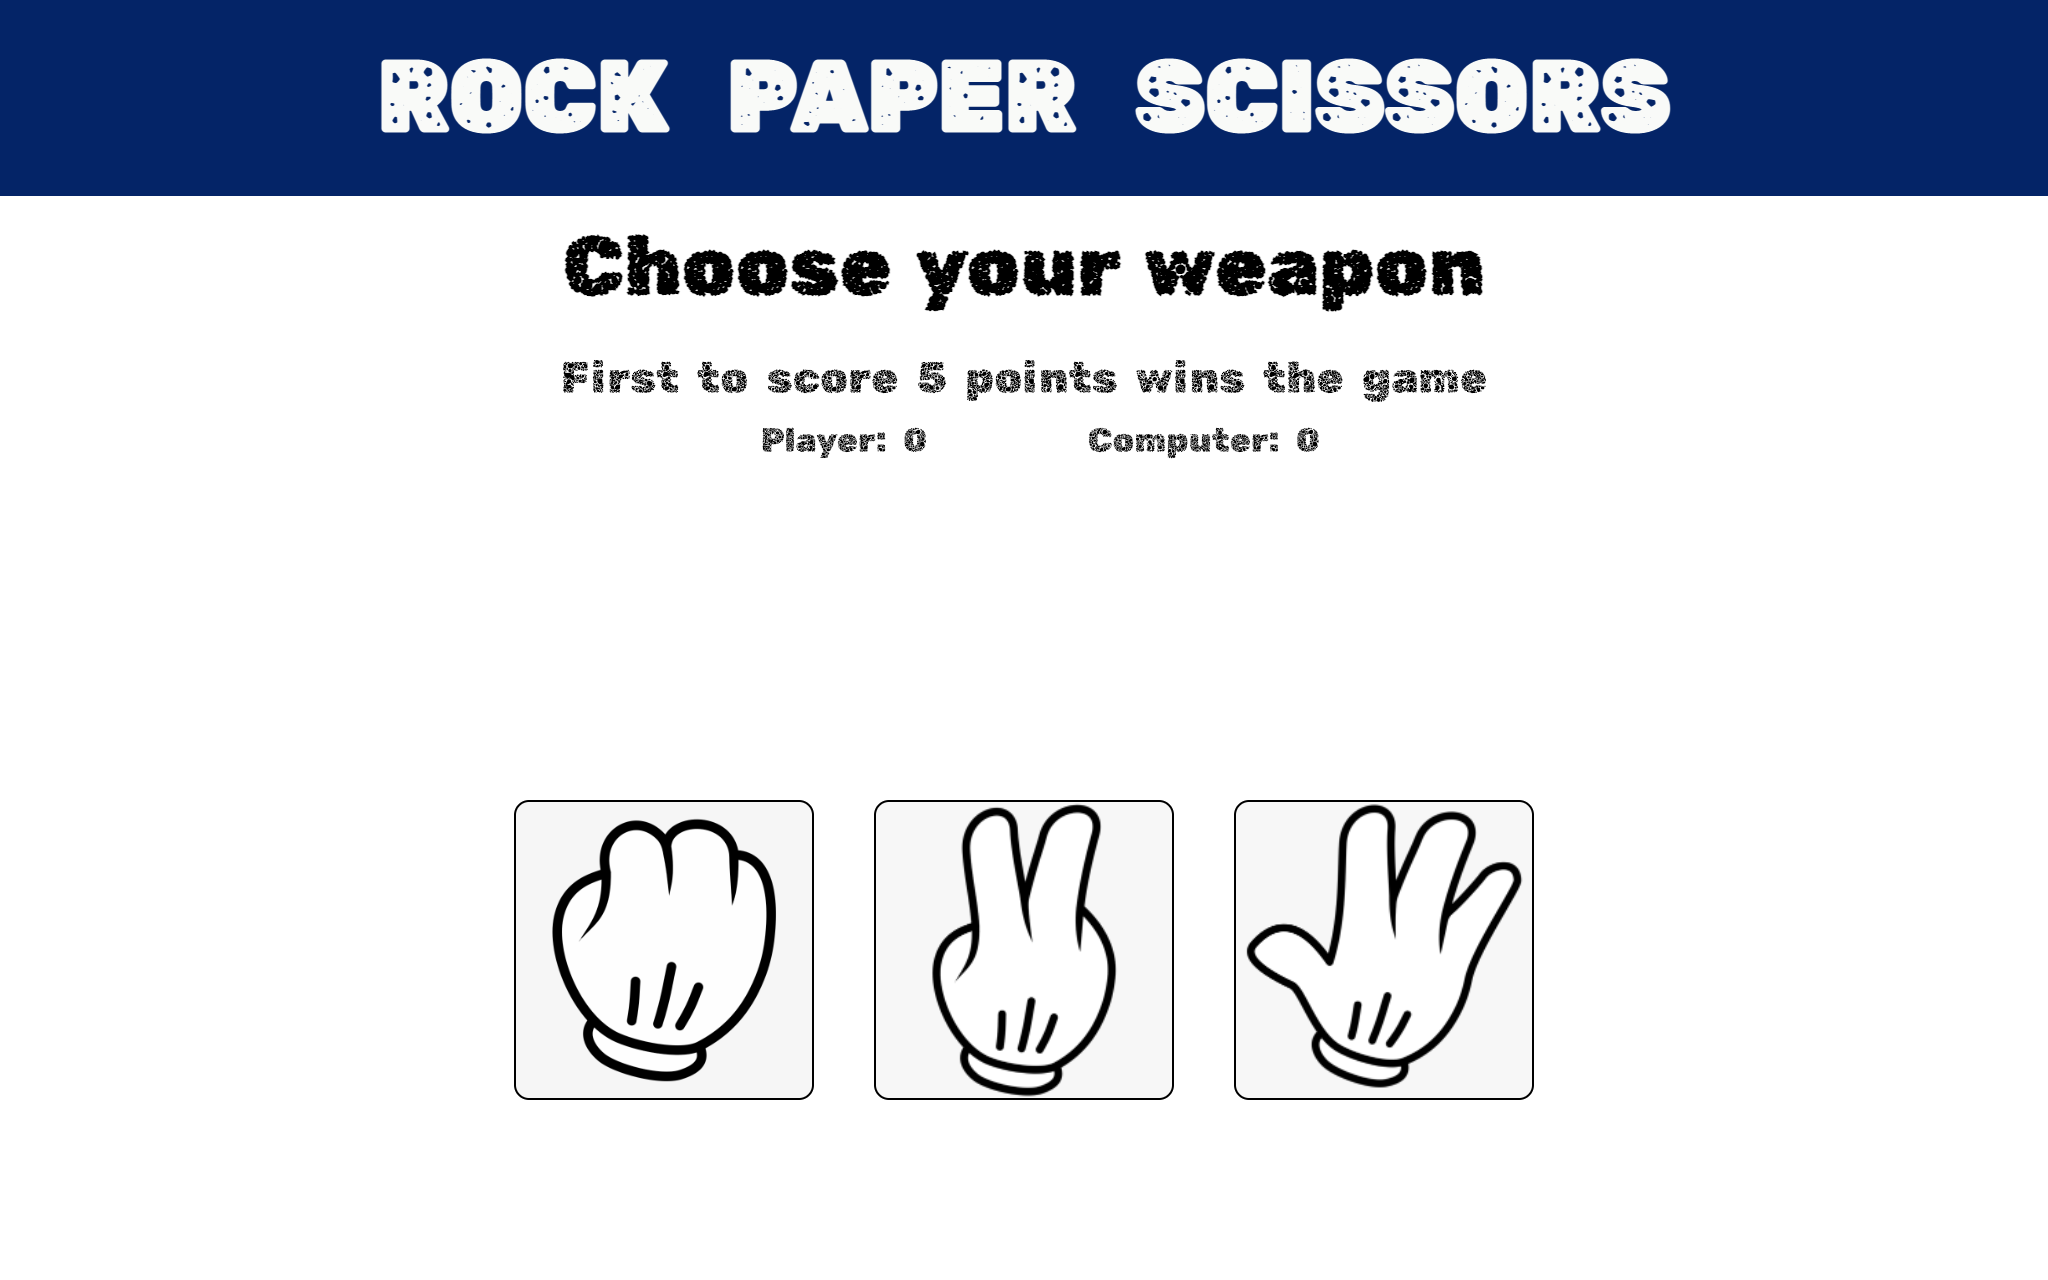 ROCK PAPER SCISSORS
Choose your weapon
First to score 5 points wins the game
Player: 0 Computer: 0